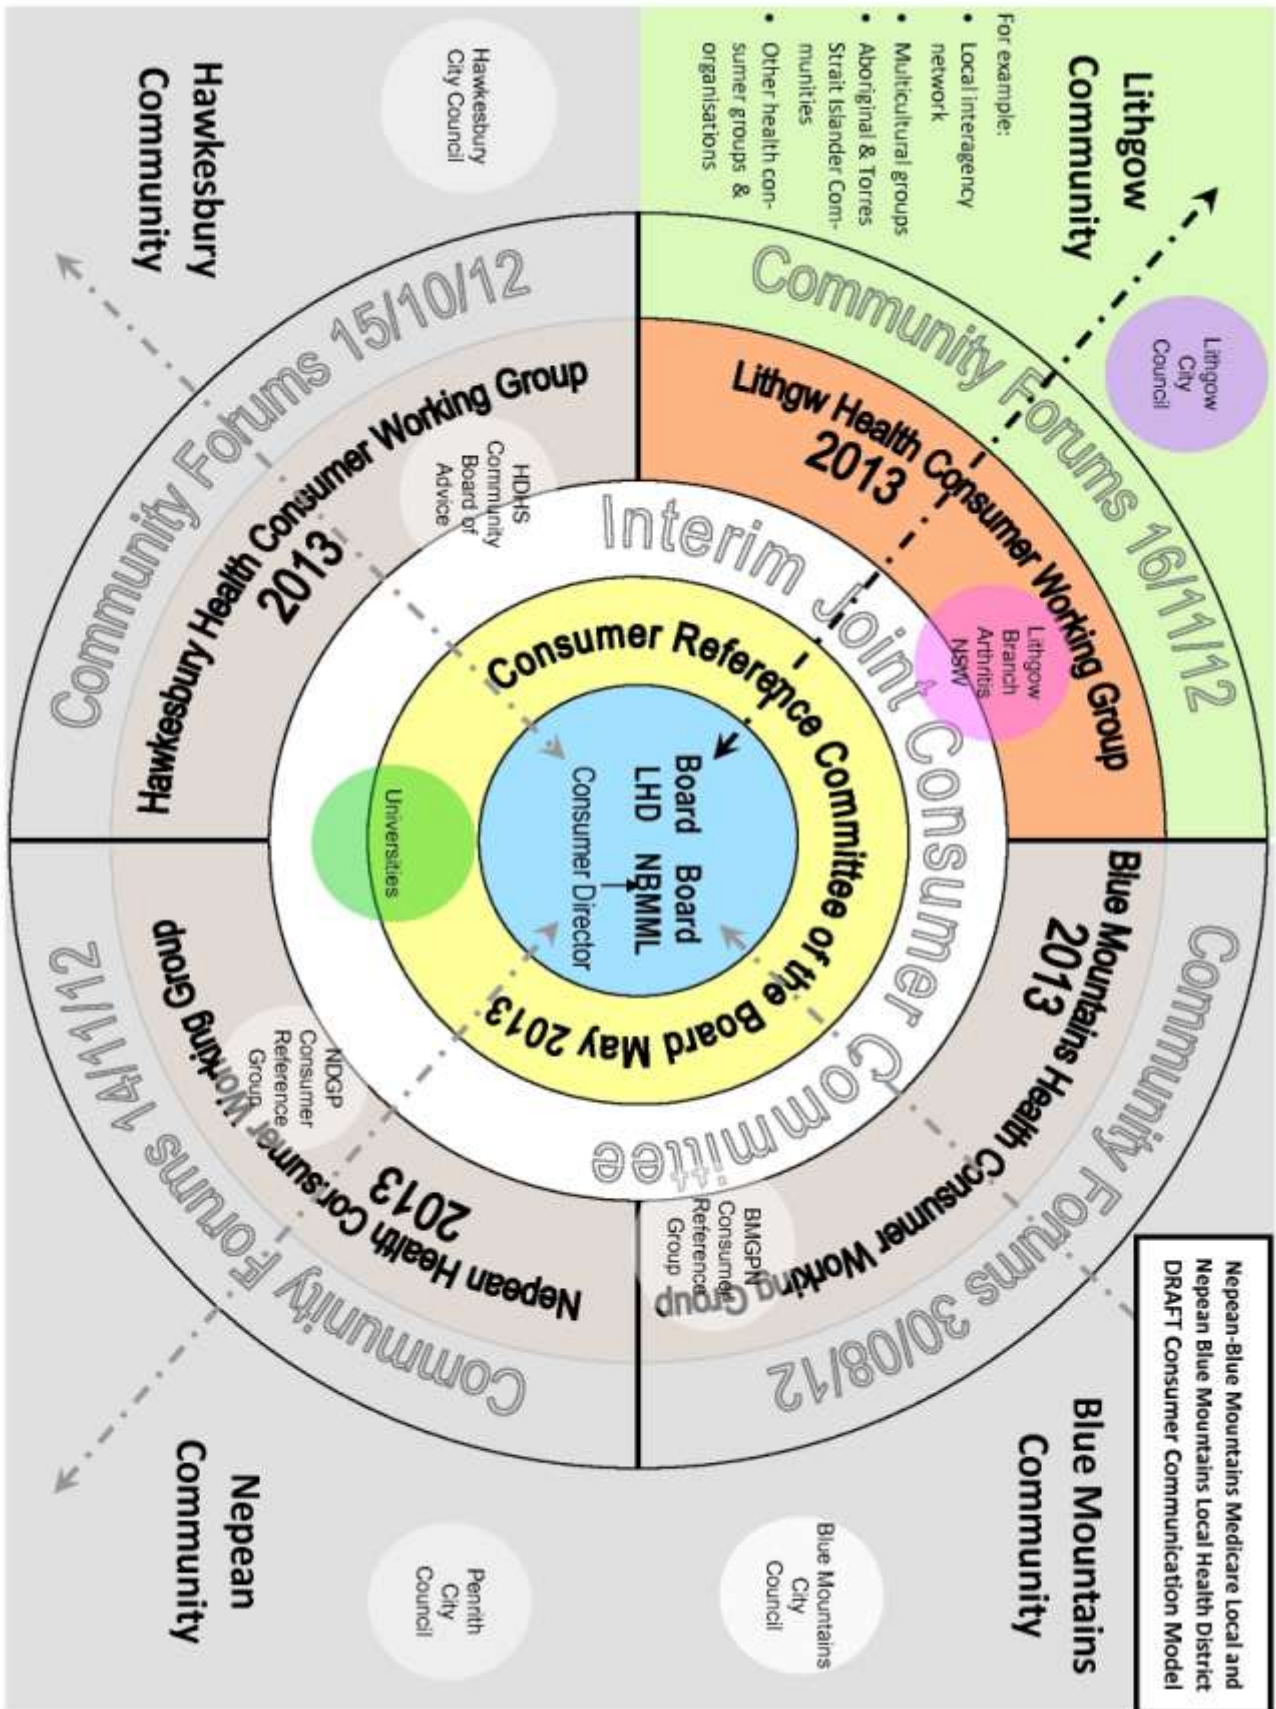 Nepean-Blue Mountains Medicare Local and
Nepean Blue Mountains Local Health District
DRAFT Consumer Communication Model
Lithgow
Community
For example:
• Local interagency
network
• Multicultural groups
• Aboriginal & Torres
Strait Islander Com-
munities
• Other health con-
sumer groups &
organisations
Lithgow
City
Council
Community Forums 16/11/12
Lithgw Health Consumer Working Group
2013
Lithgow
Branch
Arthritis
NSW
Blue Mountains
Community
Blue Mountains
City
Council
Community Forums 30/08/12
Blue Mountains Health Consumer Working Group
2013
BMGPN
Consumer
Reference
Group
Interim Joint Consumer Committee
Consumer Reference Committee of the Board May 2013
Board Board
LHD NBMML
Consumer Director
Universities
Hawkesbury
City Council
Hawkesbury
Community
Community Forums 15/10/12
Hawkesbury Health Consumer Working Group
2013
HDHS
Community
Board of
Advice
Nepean
Community
Penrith
City
Council
Community Forums 14/11/12
Nepean Health Consumer Working Group
2013
NDGP
Consumer
Reference
Group